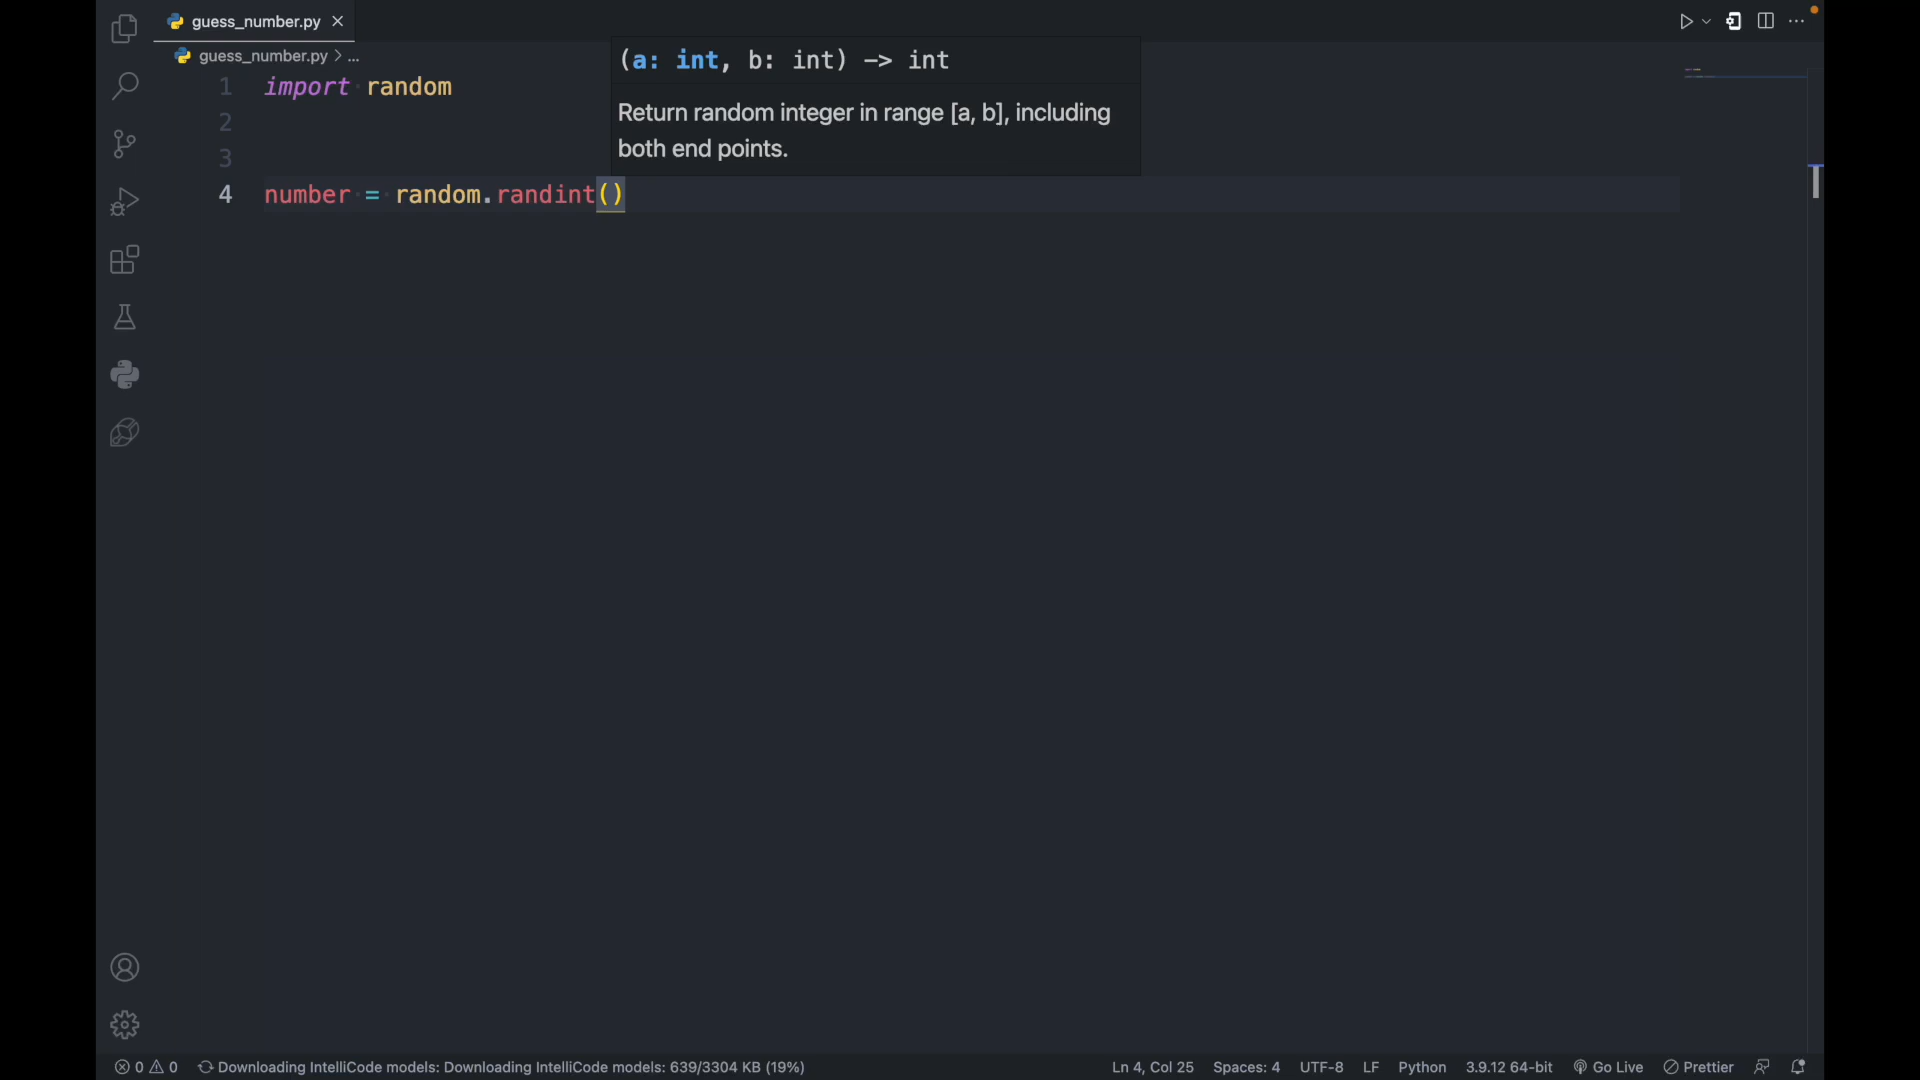 guess_number.py
guess_number.py > ...
(a: int, b: int) -> int
Return random integer in range [a, b], including
both end points.
1 import random
2
3
4 number = random.randint()
0 0 Downloading IntelliCode models: Downloading IntelliCode models: 639/3304 KB (19%) Ln 4, Col 25 Spaces: 4 UTF-8 LF Python 3.9.12 64-bit Go Live Prettier